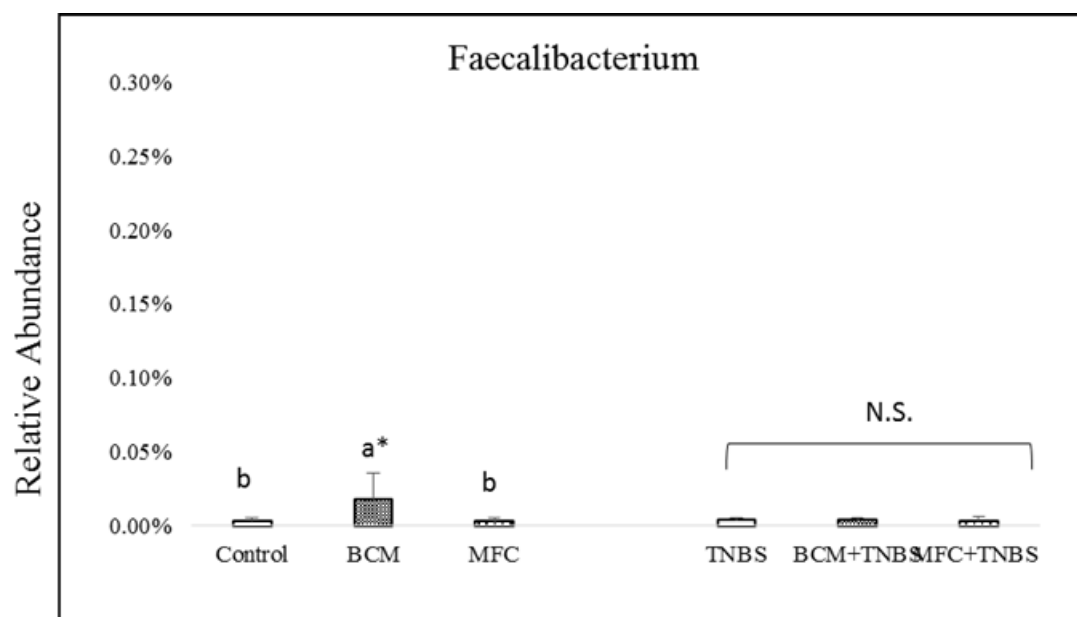 Faecalibacterium
Relative Abundance
0.30%
0.25%
0.20%
0.15%
0.10%
0.05%
0.00%
b
a*
b
N.S.
Control BCM MFC TNBS BCM+TNBS MFC+TNBS